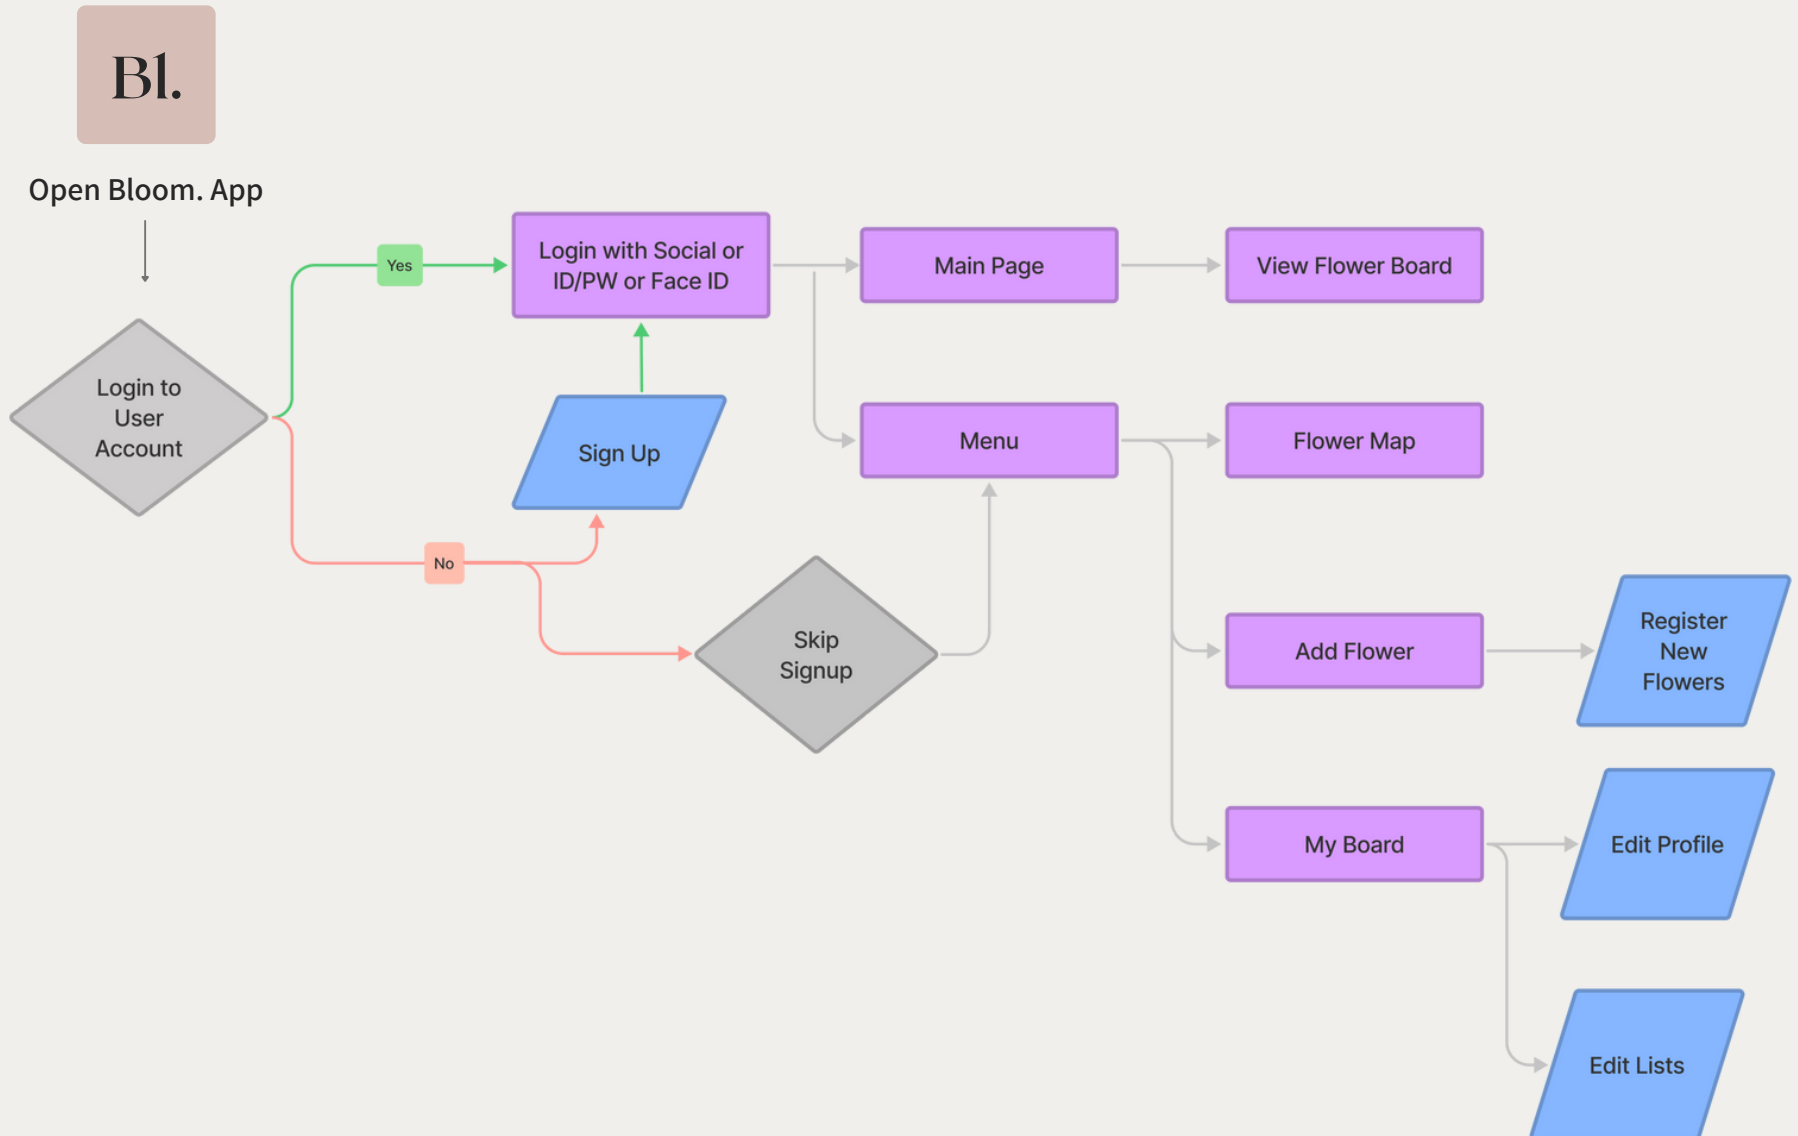 Bl.
Open Bloom. App
Login to
User
Account
Yes
No
Login with Social or
ID/PW or Face ID
Sign Up
Skip
Signup
Main Page
View Flower Board
Menu
Flower Map
Add Flower
Register
New
Flowers
My Board
Edit Profile
Edit Lists